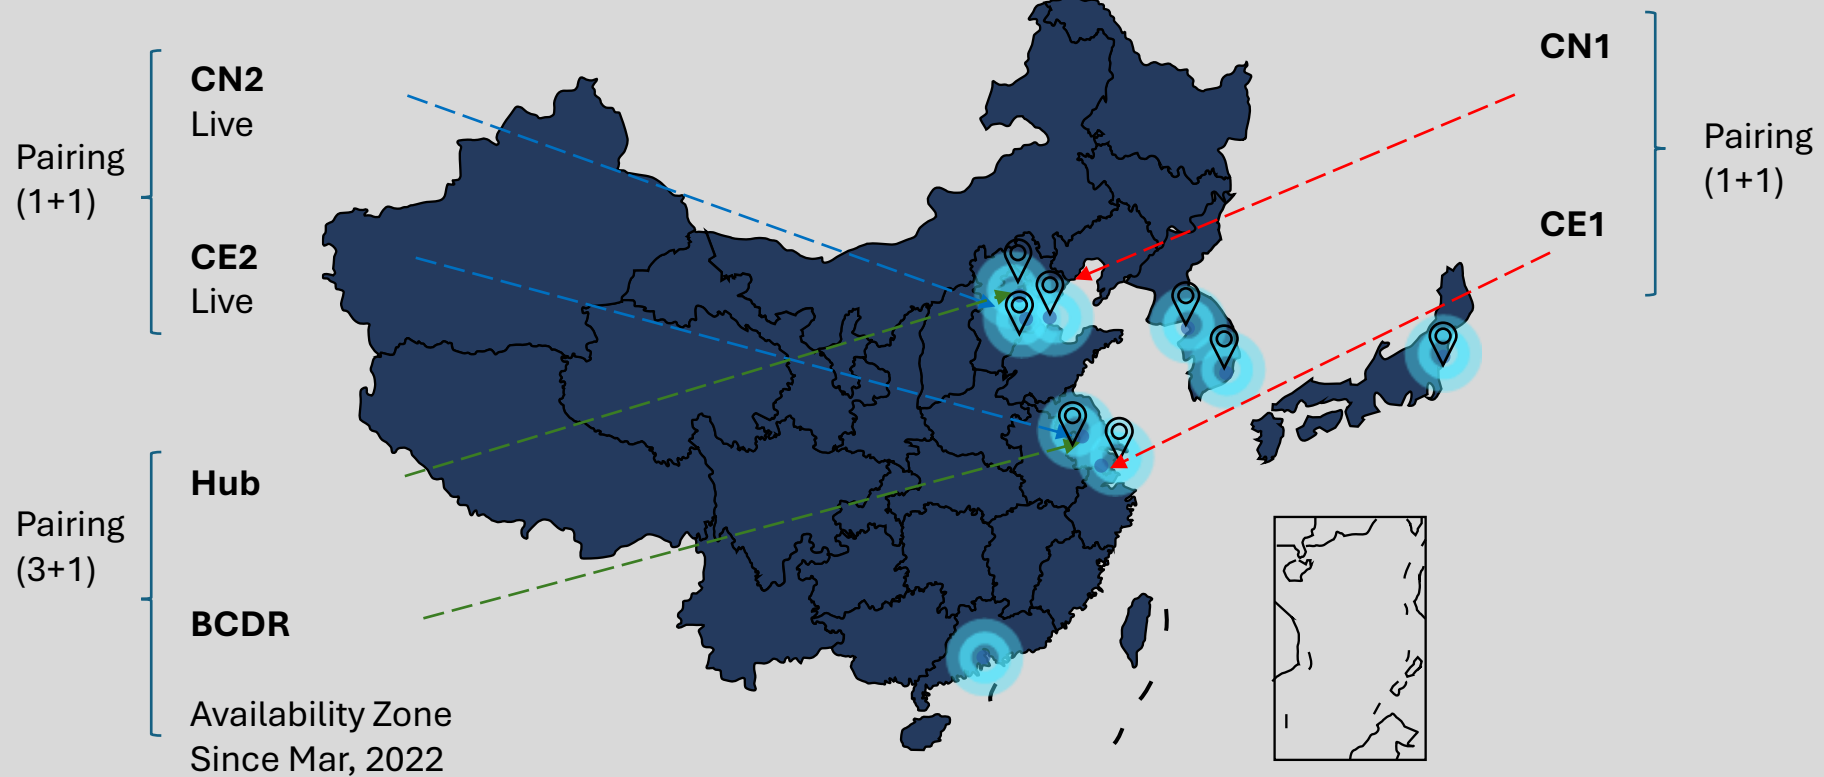 Pairing
(1+1)
CN2
Live
CE2
Live
Pairing
(3+1)
Hub
BCDR
Availability Zone
Since Mar, 2022
CN1
CE1
Pairing
(1+1)